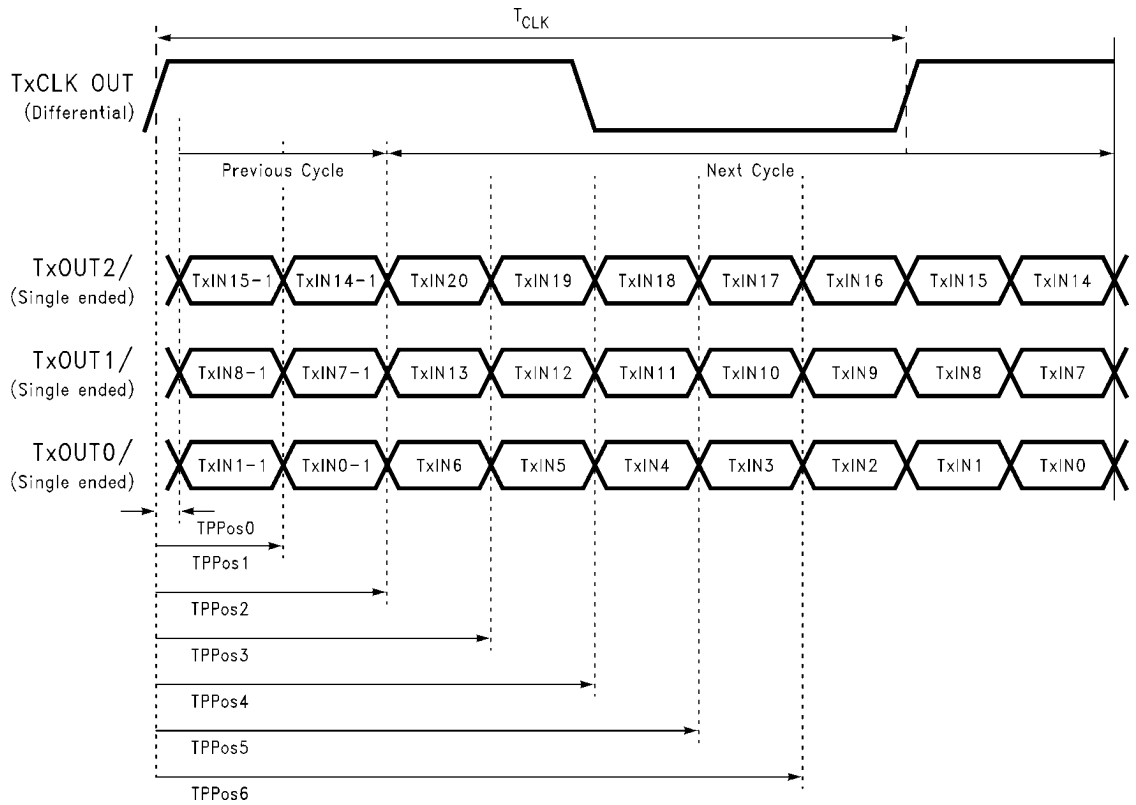 TCLK
TxCLK OUT
(Differential)
Previous Cycle
Next Cycle
TxOUT2/
(Single ended)
TxIN15-1 TxIN14-1 TxIN20 TxIN19 TxIN18 TxIN17 TxIN16 TxIN15 TxIN14
TxOUT1/
(Single ended)
TxIN8-1 TxIN7-1 TxIN13 TxIN12 TxIN11 TxIN10 TxIN9 TxIN8 TxIN7
TxOUT0/
(Single ended)
TxIN1-1 TxIN0-1 TxIN6 TxIN5 TxIN4 TxIN3 TxIN2 TxIN1 TxIN0
TPPos0
TPPos1
TPPos2
TPPos3
TPPos4
TPPos5
TPPos6